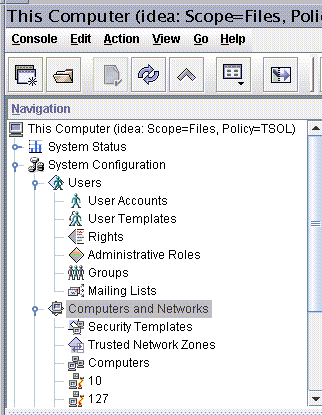 This Computer (idea: Scope=Files, Poli
Console Edit Action View Go Help
Navigation
This Computer (idea: Scope=Files, Policy=TSOL)
System Status
System Configuration
Users
User Accounts
User Templates
Rights
Administrative Roles
Groups
Mailing Lists
Computers and Networks
Security Templates
Trusted Network Zones
Computers
10
127